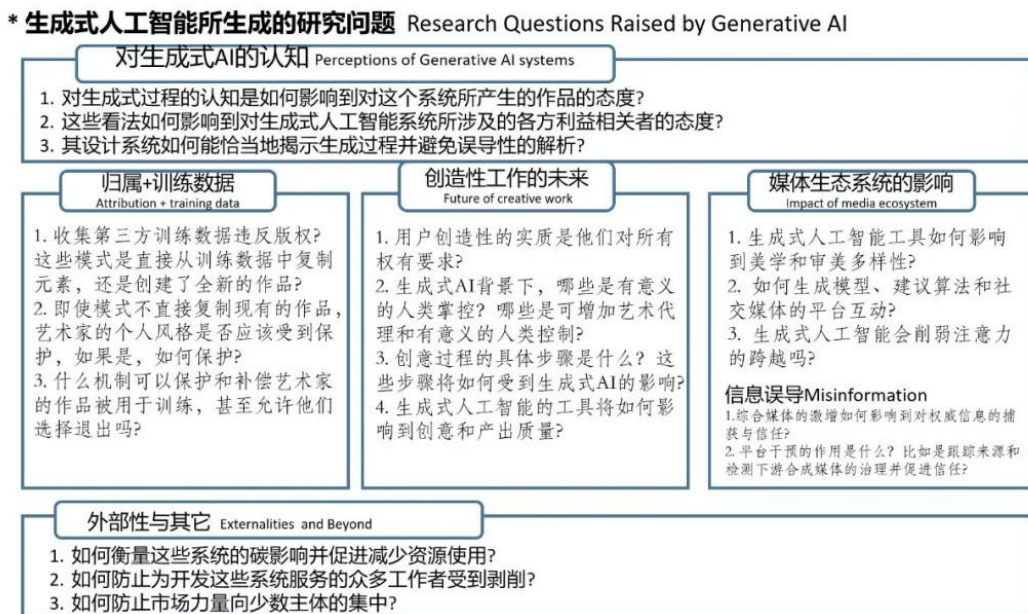 * 生成式人工智能所生成的研究问题 Research Questions Raised by Generative AI
对生成式AI的认知 Perceptions of Generative AI systems
1. 对生成式过程的认知是如何影响到对这个系统所产生的作品的态度?
2. 这些看法如何影响到对生成式人工智能系统所涉及的各方利益相关者的态度?
3. 其设计系统如何能恰当地揭示生成过程并避免误导性的解析?
归属+训练数据
Attribution + training data
1. 收集第三方训练数据违反版权?
这些模式是直接从训练数据中复制
元素，还是创建了全新的作品?
2. 即使模式不直接复制现有的作品，
艺术家的个人风格是否应该受到保
护，如果是，如何保护?
3. 什么机制可以保护和补偿艺术家
的作品被用于训练，甚至允许他们
选择退出吗?
创造性工作的未来
Future of creative work
1. 用户创造性的实质是他们对所有
权有要求?
2. 生成式AI背景下，哪些是有意义
的人类掌控? 哪些是可增加艺术代
理和有意义的人类控制?
3. 创意过程的具体步骤是什么? 这
些步骤将如何受到生成式AI的影响?
4. 生成式人工智能的工具将如何影
响到创意和产出质量?
媒体生态系统的影响
Impact of media ecosystem
1. 生成式人工智能工具如何影响
到美学和审美多样性?
2. 如何生成模型、建议算法和社
交媒体的平台互动?
3. 生成式人工智能会削弱注意力
的跨越吗?
信息误导Misinformation
1.综合媒体的激增如何影响到对权威信息的捕
获与信任?
2.平台干预的作用是什么? 比如是跟踪来源和
检测下游合成媒体的治理并促进信任?
外部性与其它 Externalities and Beyond
1. 如何衡量这些系统的碳影响并促进减少资源使用?
2. 如何防止为开发这些系统服务的众多工作者受到剥削?
3. 如何防止市场力量向少数主体的集中?